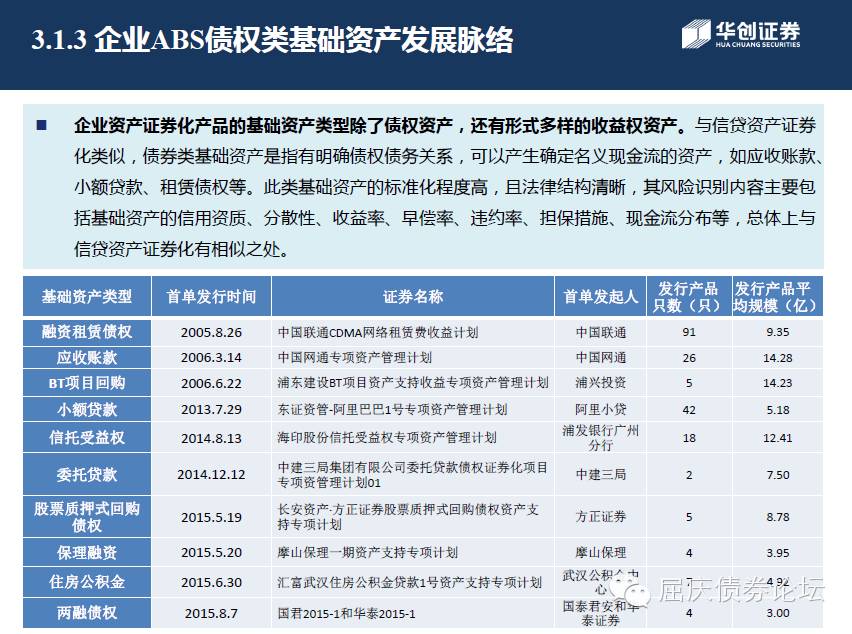 3.1.3 企业ABS债权类基础资产发展脉络
华创证券
HUA CHUANG SECURITIES
企业资产证券化产品的基础资产类型除了债权资产，还有形式多样的收益权资产。与信贷资产证券
化类似，债券类基础资产是指有明确债权债务关系，可以产生确定名义现金流的资产，如应收账款、
小额贷款、租赁债权等。此类基础资产的标准化程度高，且法律结构清晰，其风险识别内容主要包
括基础资产的信用资质、分散性、收益率、早偿率、违约率、担保措施、现金流分布等，总体上与
信贷资产证券化有相似之处。
基础资产类型 首单发行时间 证券名称 首单发起人 发行产品只数（只） 发行产品平均规模（亿）
融资租赁债权 2005.8.26 中国联通CDMA网络租赁费收益计划 中国联通 91 9.35
应收账款 2006.3.14 中国网通专项资产管理计划 中国网通 26 14.28
BT项目回购 2006.6.22 浦东建设BT项目资产支持收益专项资产管理计划 浦兴投资 5 14.23
小额贷款 2013.7.29 东证资管-阿里巴巴1号专项资产管理计划 阿里小贷 42 5.18
信托受益权 2014.8.13 海印股份信托受益权专项资产管理计划 浦发银行广州分行 18 12.41
委托贷款 2014.12.12 中建三局集团有限公司委托贷款债权证券化项目专项资管理计划01 中建三局 2 7.50
股票质押式回购债权 2015.5.19 长安资产-方正证券股票质押式回购债权资产支持专项计划 方正证券 5 8.78
保理融资 2015.5.20 摩山保理一期资产支持专项计划 摩山保理 4 3.95
住房公积金 2015.6.30 汇富武汉住房公积金贷款1号资产支持专项计划 武汉公积金中心 7 4.92
两融债权 2015.8.7 国君2015-1和华泰2015-1 国泰君安和华泰证券 4 3.00
屈庆债券论坛